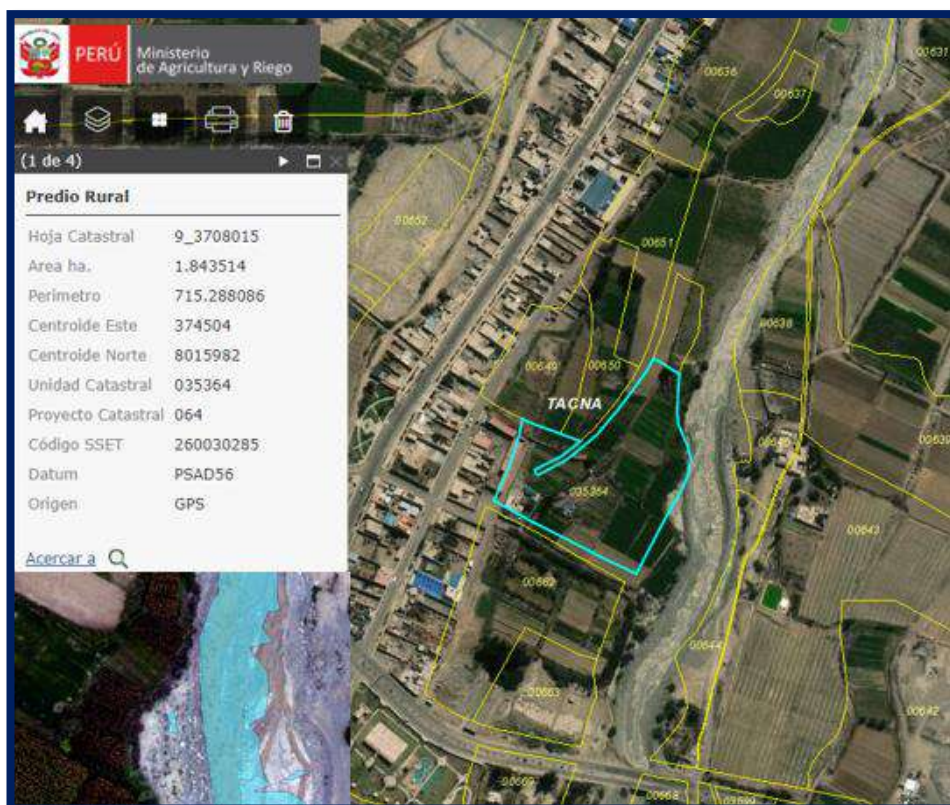 PERÚ
Ministerio
de Agricultura y Riego
(1 de 4)
Predio Rural
Hoja Catastral 9_3708015
Area ha. 1.843514
Perimetro 715.288086
Centroide Este 374504
Centroide Norte 8015982
Unidad Catastral 035364
Proyecto Catastral 064
Código SSET 260030285
Datum PSAD56
Origen GPS
Acercar a
00631
00636
00637
00652
00651
00638
00649
00650
TACNA
035364
00643
00662
00644
00663
00642
00668